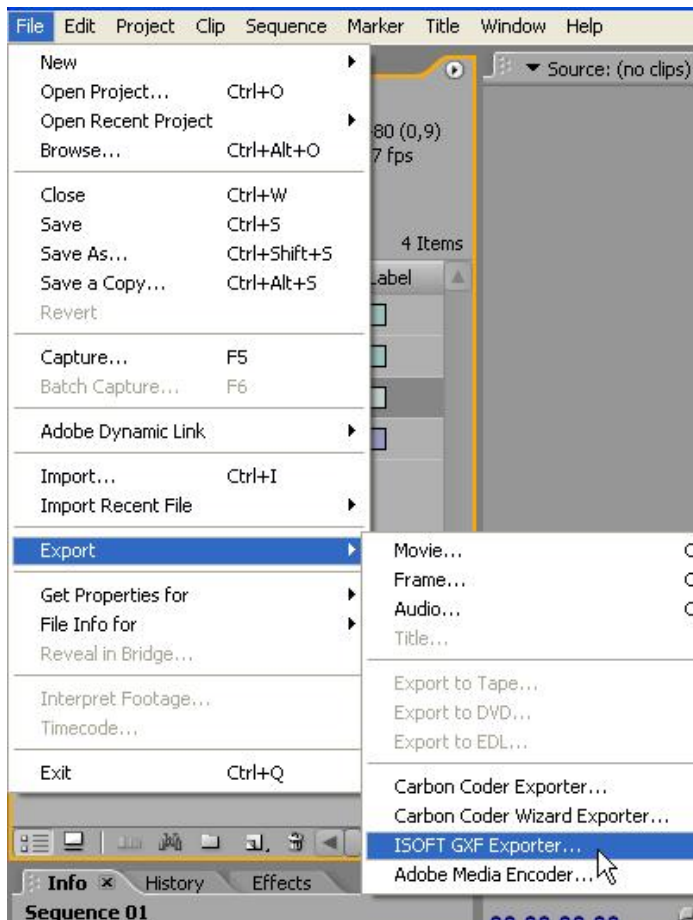 File Edit Project Clip Sequence Marker Title Window Help
New
Open Project... Ctrl+O
Open Recent Project
Browse... Ctrl+Alt+O
Close Ctrl+W
Save Ctrl+S
Save As... Ctrl+Shift+S
Save a Copy... Ctrl+Alt+S
Revert
Capture... F5
Batch Capture... F6
Adobe Dynamic Link
Import... Ctrl+I
Import Recent File
Export
Get Properties for
File Info for
Reveal in Bridge...
Interpret Footage...
Timecode...
Exit Ctrl+Q
Source: (no clips)
80 (0,9)
7 fps
4 Items
Label
Movie...
Frame...
Audio...
Title...
Export to Tape...
Export to DVD...
Export to EDL...
Carbon Coder Exporter...
Carbon Coder Wizard Exporter...
ISOFT GXF Exporter...
Adobe Media Encoder...
Info History Effects
Sequence 01